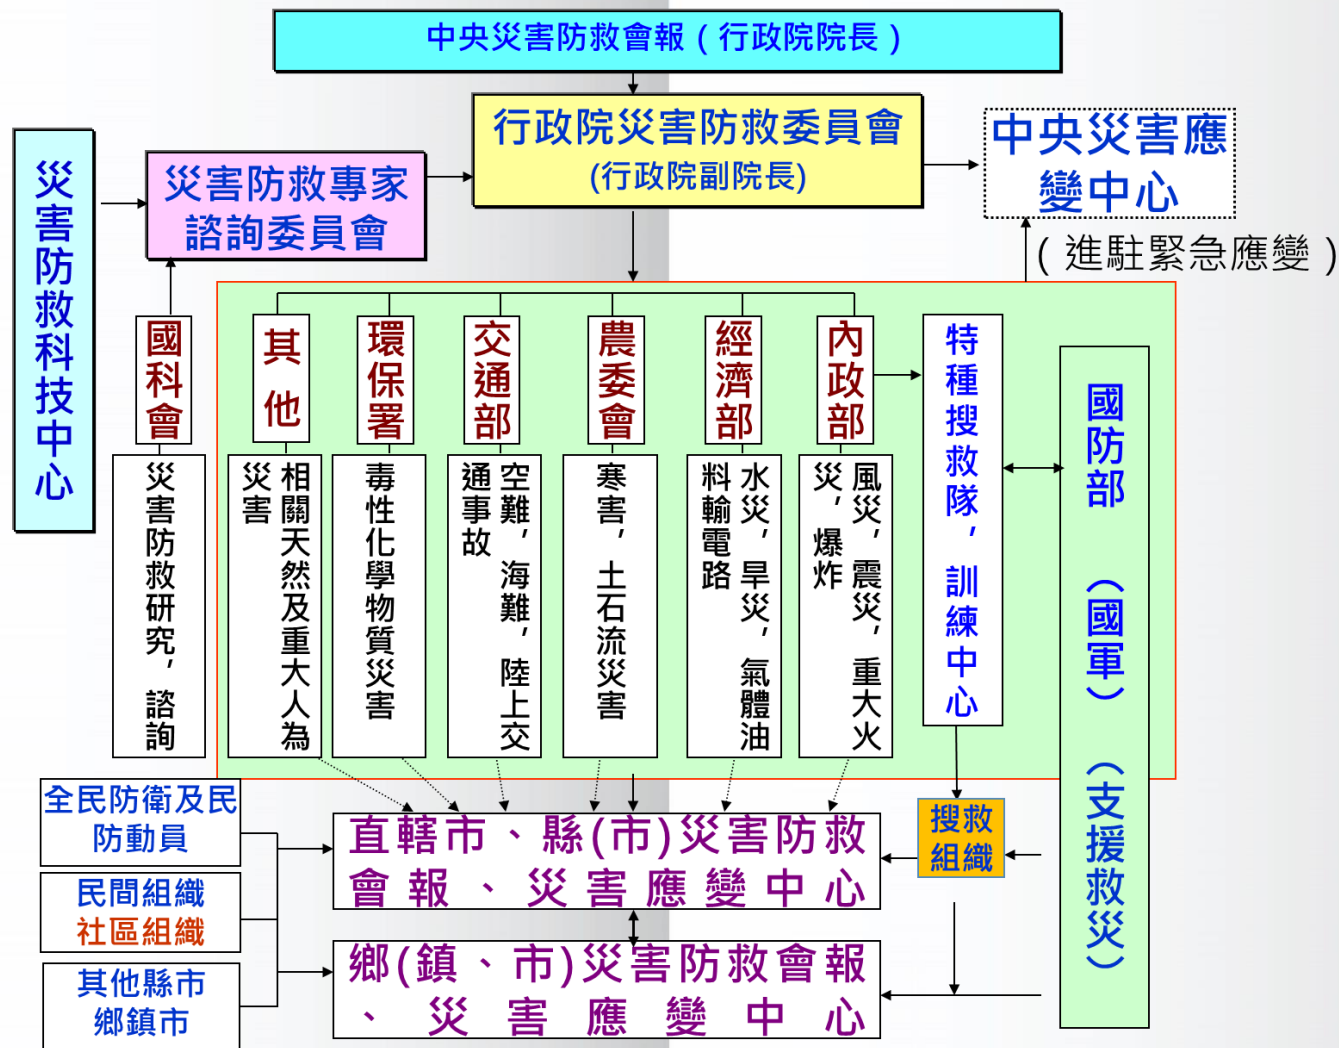 中央災害防救會報（行政院院長）
行政院災害防救委員會
(行政院副院長)
中央災害應
變中心
（進駐緊急應變）
災害防救科技中心
災害防救專家
諮詢委員會
國科會
災害防救研究，諮詢
其他
相關天然及重大人為
災害
環保署
毒性化學物質災害
交通部
空難，海難，陸上交
通事故
農委會
寒害，土石流災害
經濟部
水災，旱災，氣體油
料輸電路
內政部
風災，震災，重大火
災，爆炸
特種搜救隊，訓練中心
國防部（國軍）（支援救災）
全民防衛及民
防動員
民間組織
社區組織
其他縣市
鄉鎮市
直轄市、縣(市)災害防救
會報、災害應變中心
搜救
組織
鄉(鎮、市)災害防救會報
、災害應變中心